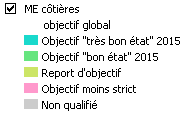 ME côtières
objectif global
Objectif "très bon état" 2015
Objectif "bon état" 2015
Report d'objectif
Objectif moins strict
Non qualifié